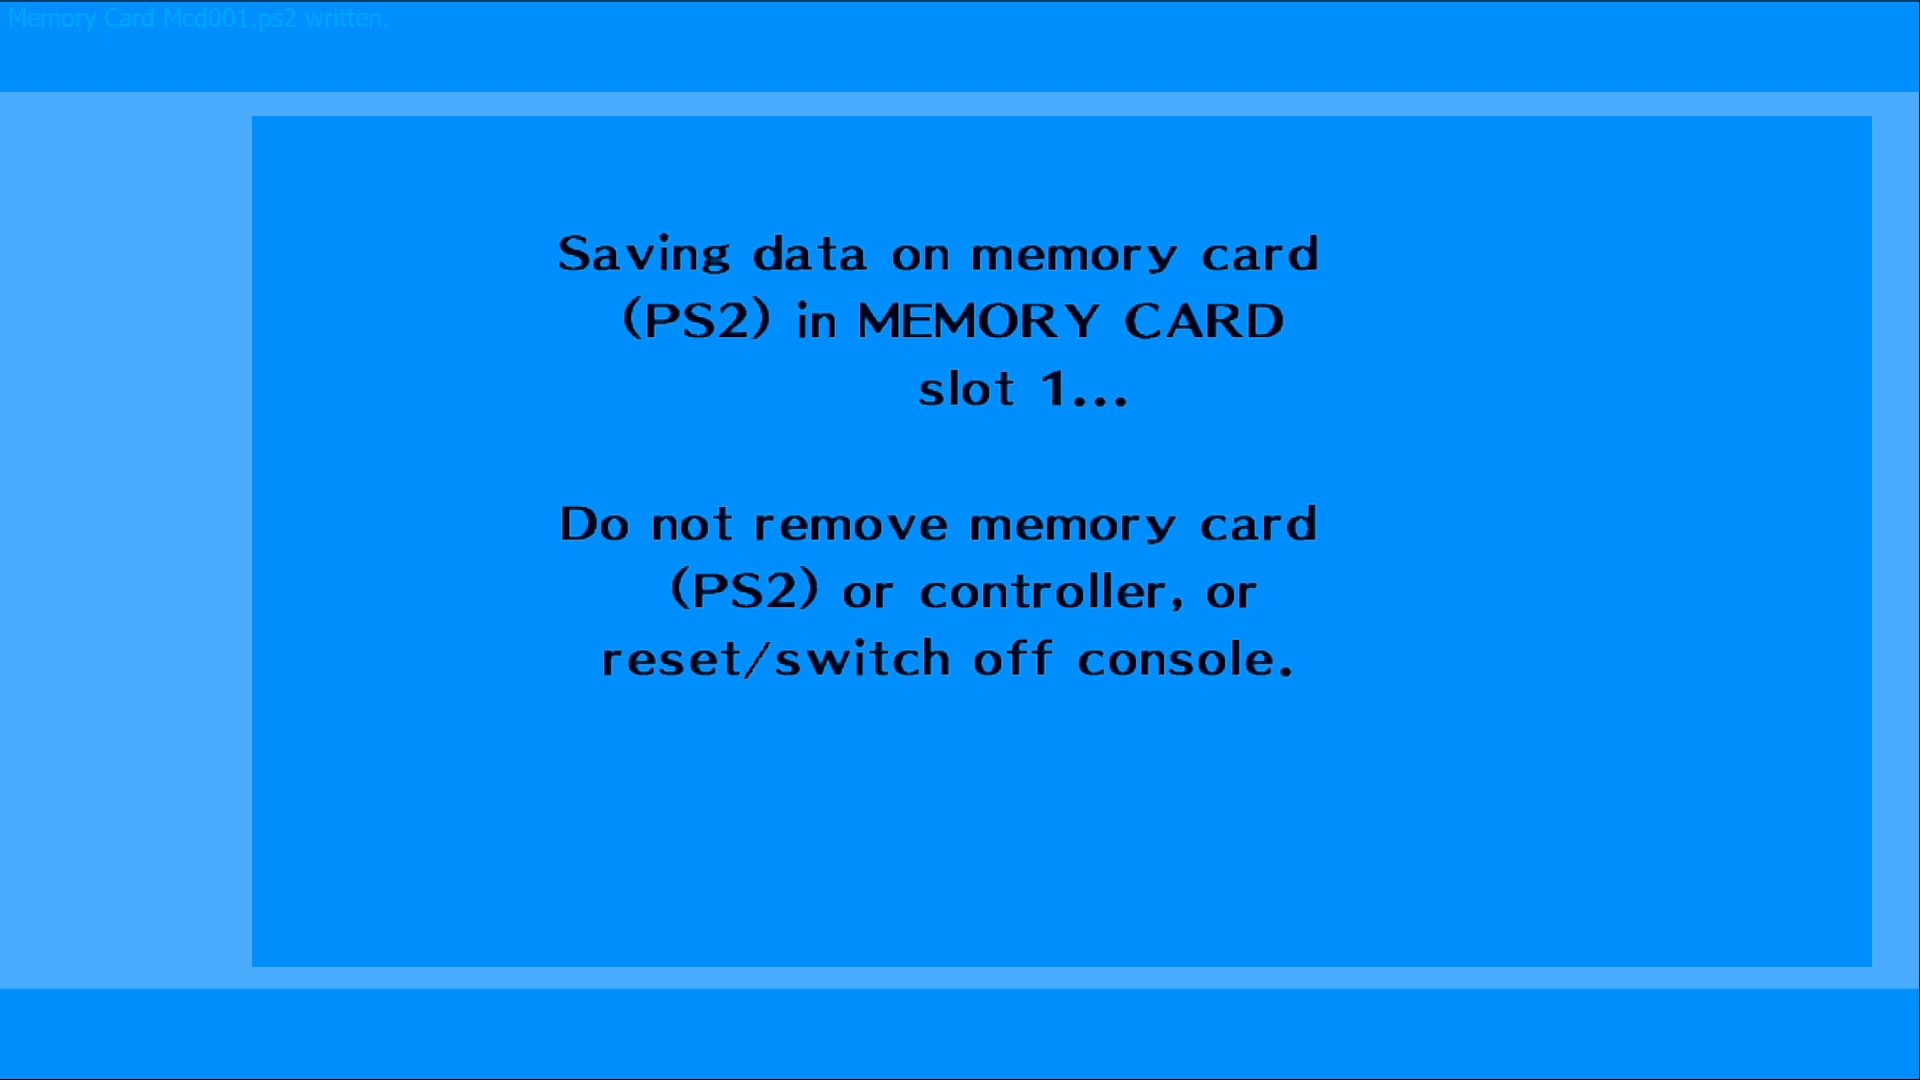 Memory Card Mcd001.ps2 written.
Saving data on memory card
(PS2) in MEMORY CARD
slot 1...
Do not remove memory card
(PS2) or controller, or
reset/switch off console.